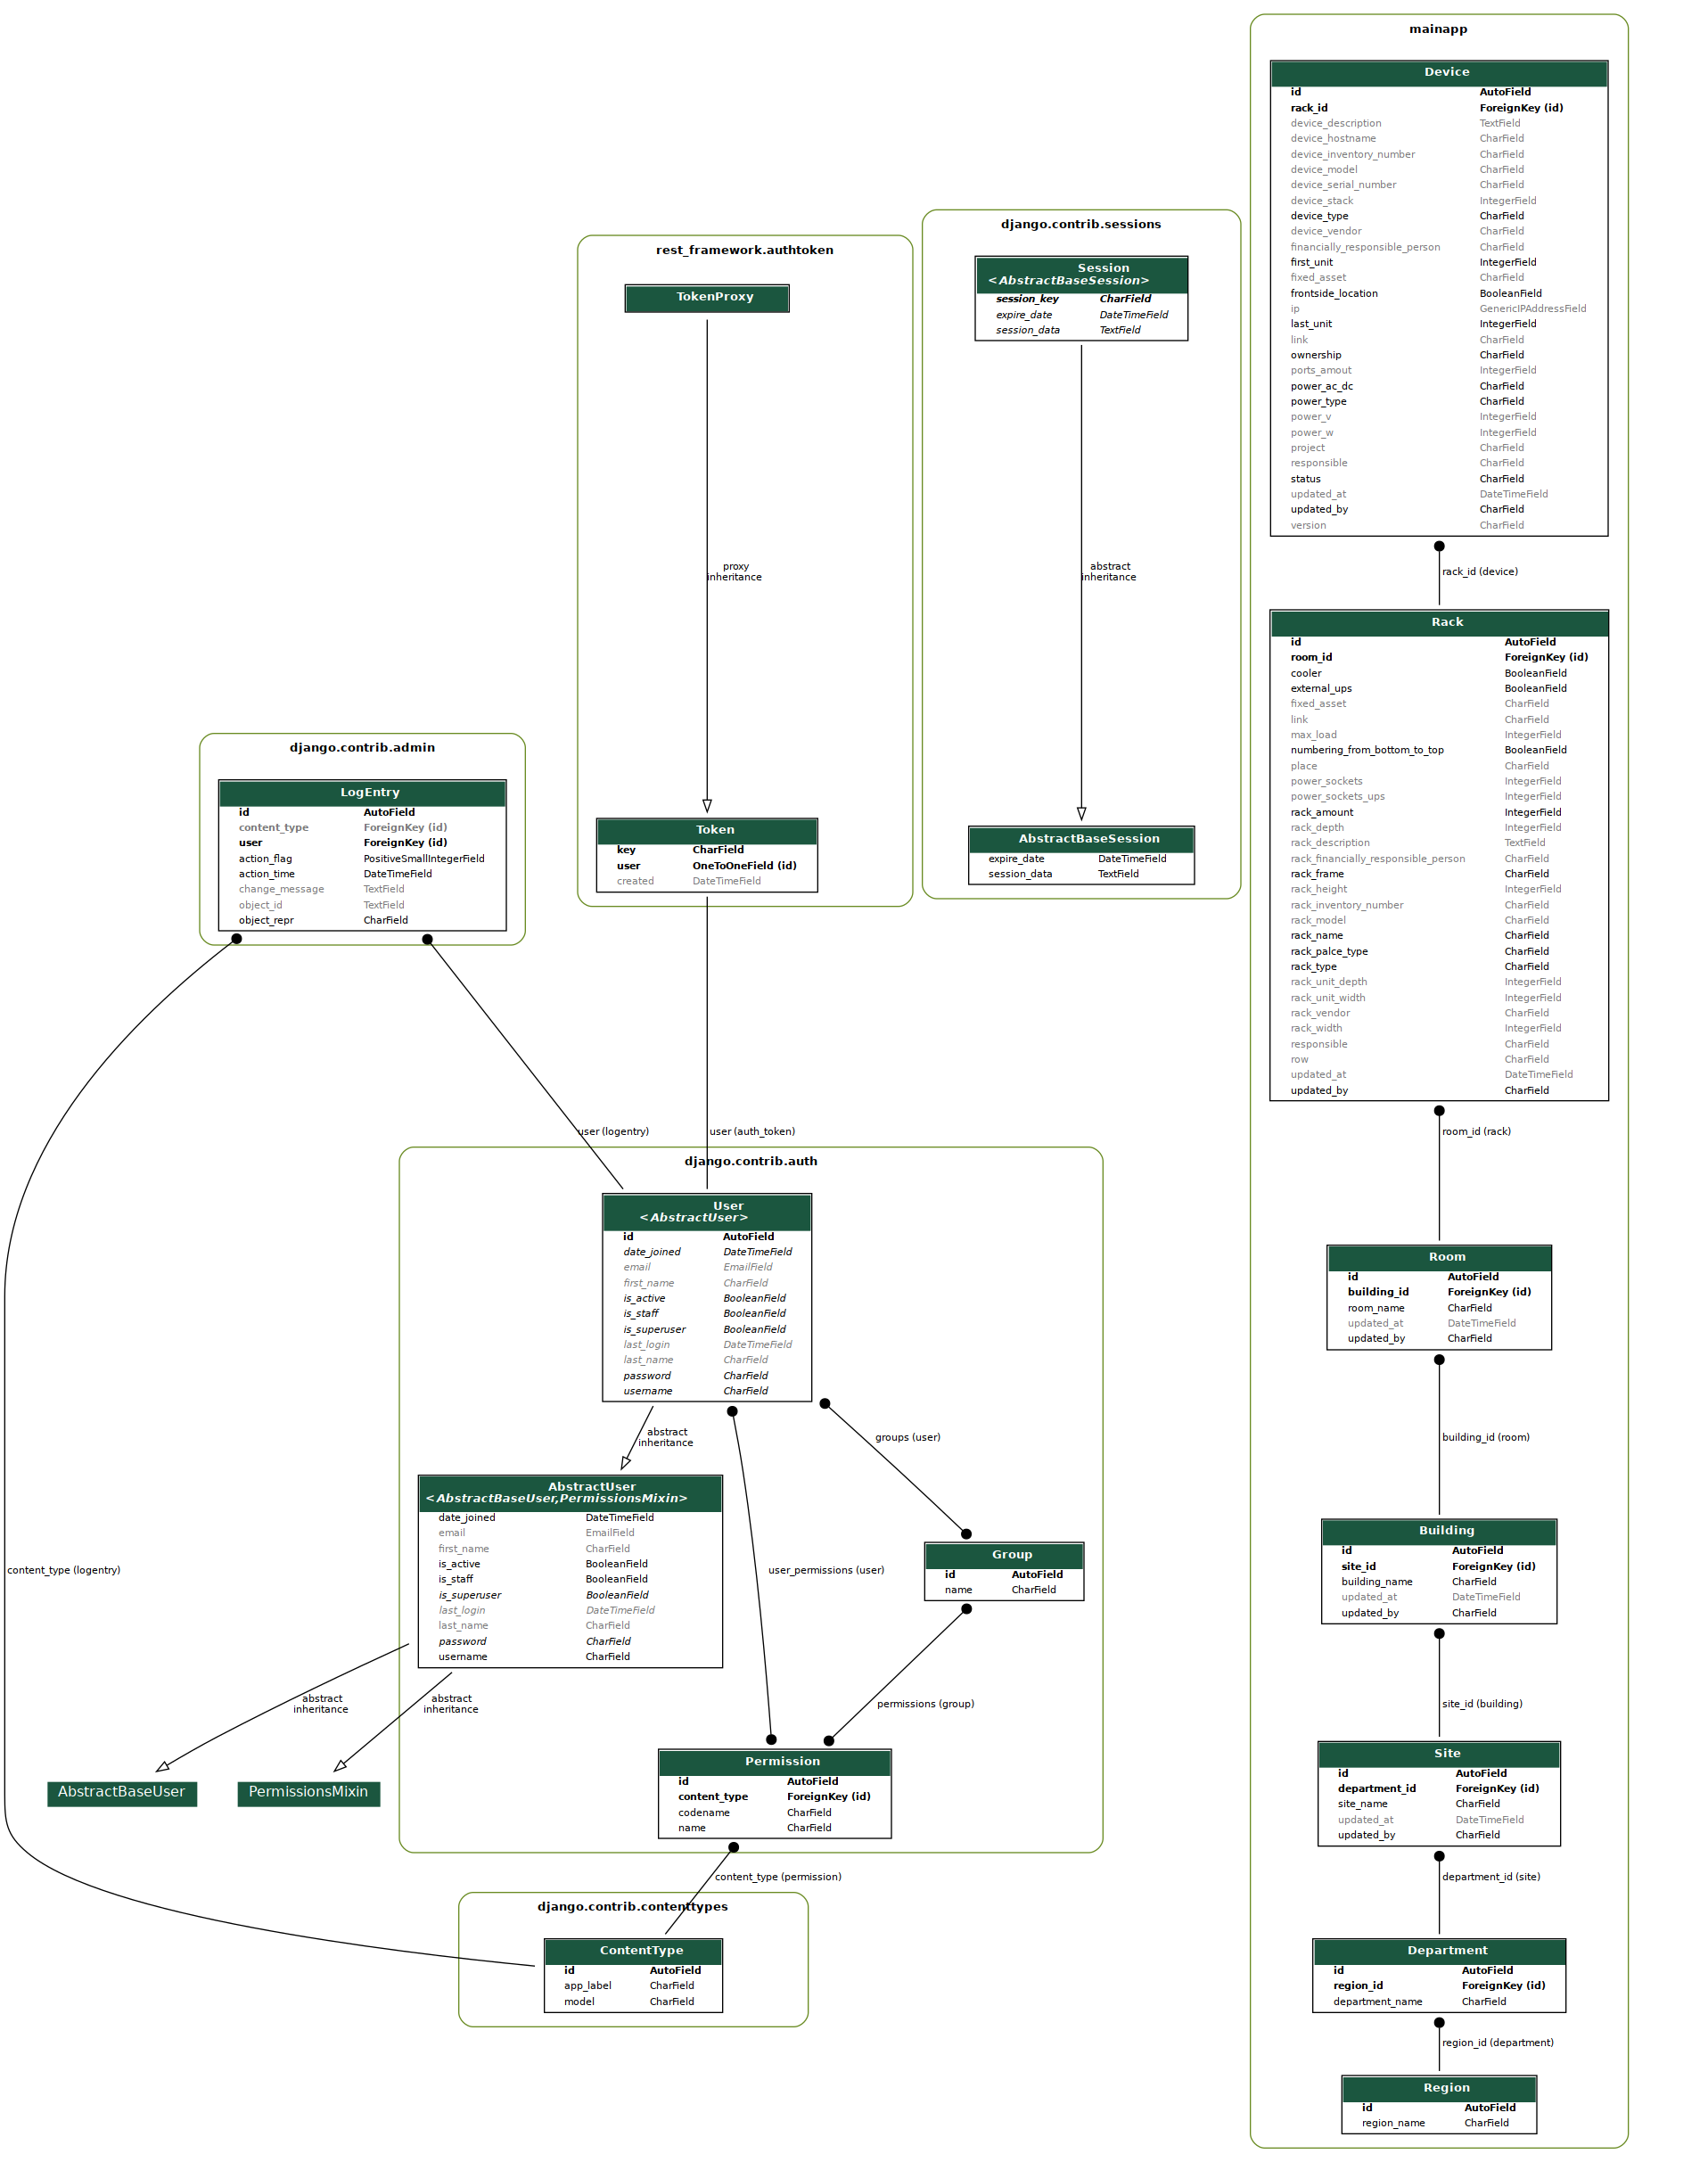 mainapp
Device
id AutoField
rack_id ForeignKey (id)
device_description TextField
device_hostname CharField
device_inventory_number CharField
device_model CharField
device_serial_number CharField
device_stack IntegerField
device_type CharField
device_vendor CharField
financially_responsible_person CharField
first_unit IntegerField
fixed_asset CharField
frontside_location BooleanField
ip GenericIPAddressField
last_unit IntegerField
link CharField
ownership CharField
ports_amout IntegerField
power_ac_dc CharField
power_type CharField
power_v IntegerField
power_w IntegerField
project CharField
responsible CharField
status CharField
updated_at DateTimeField
updated_by CharField
version CharField
rack_id (device)
Rack
id AutoField
room_id ForeignKey (id)
cooler BooleanField
external_ups BooleanField
fixed_asset CharField
link CharField
max_load IntegerField
numbering_from_bottom_to_top BooleanField
place CharField
power_sockets IntegerField
power_sockets_ups IntegerField
rack_amount IntegerField
rack_depth IntegerField
rack_description TextField
rack_financially_responsible_person CharField
rack_frame CharField
rack_height IntegerField
rack_inventory_number CharField
rack_model CharField
rack_name CharField
rack_palce_type CharField
rack_type CharField
rack_unit_depth IntegerField
rack_unit_width IntegerField
rack_vendor CharField
rack_width IntegerField
responsible CharField
row CharField
updated_at DateTimeField
updated_by CharField
room_id (rack)
Room
id AutoField
building_id ForeignKey (id)
room_name CharField
updated_at DateTimeField
updated_by CharField
building_id (room)
Building
id AutoField
site_id ForeignKey (id)
building_name CharField
updated_at DateTimeField
updated_by CharField
site_id (building)
Site
id AutoField
department_id ForeignKey (id)
site_name CharField
updated_at DateTimeField
updated_by CharField
department_id (site)
Department
id AutoField
region_id ForeignKey (id)
department_name CharField
region_id (department)
Region
id AutoField
region_name CharField
django.contrib.sessions
Session
<AbstractBaseSession>
session_key CharField
expire_date DateTimeField
session_data TextField
abstract
inheritance
AbstractBaseSession
expire_date DateTimeField
session_data TextField
rest_framework.authtoken
TokenProxy
proxy
inheritance
Token
key CharField
user OneToOneField (id)
created DateTimeField
user (auth_token)
django.contrib.admin
LogEntry
id AutoField
content_type ForeignKey (id)
user ForeignKey (id)
action_flag PositiveSmallIntegerField
action_time DateTimeField
change_message TextField
object_id TextField
object_repr CharField
user (logentry)
content_type (logentry)
django.contrib.auth
User
<AbstractUser>
id AutoField
date_joined DateTimeField
email EmailField
first_name CharField
is_active BooleanField
is_staff BooleanField
is_superuser BooleanField
last_login DateTimeField
last_name CharField
password CharField
username CharField
abstract
inheritance
groups (user)
user_permissions (user)
AbstractUser
<AbstractBaseUser,PermissionsMixin>
date_joined DateTimeField
email EmailField
first_name CharField
is_active BooleanField
is_staff BooleanField
is_superuser BooleanField
last_login DateTimeField
last_name CharField
password CharField
username CharField
Group
id AutoField
name CharField
permissions (group)
abstract
inheritance
abstract
inheritance
AbstractBaseUser
PermissionsMixin
Permission
id AutoField
content_type ForeignKey (id)
codename CharField
name CharField
content_type (permission)
django.contrib.contenttypes
ContentType
id AutoField
app_label CharField
model CharField